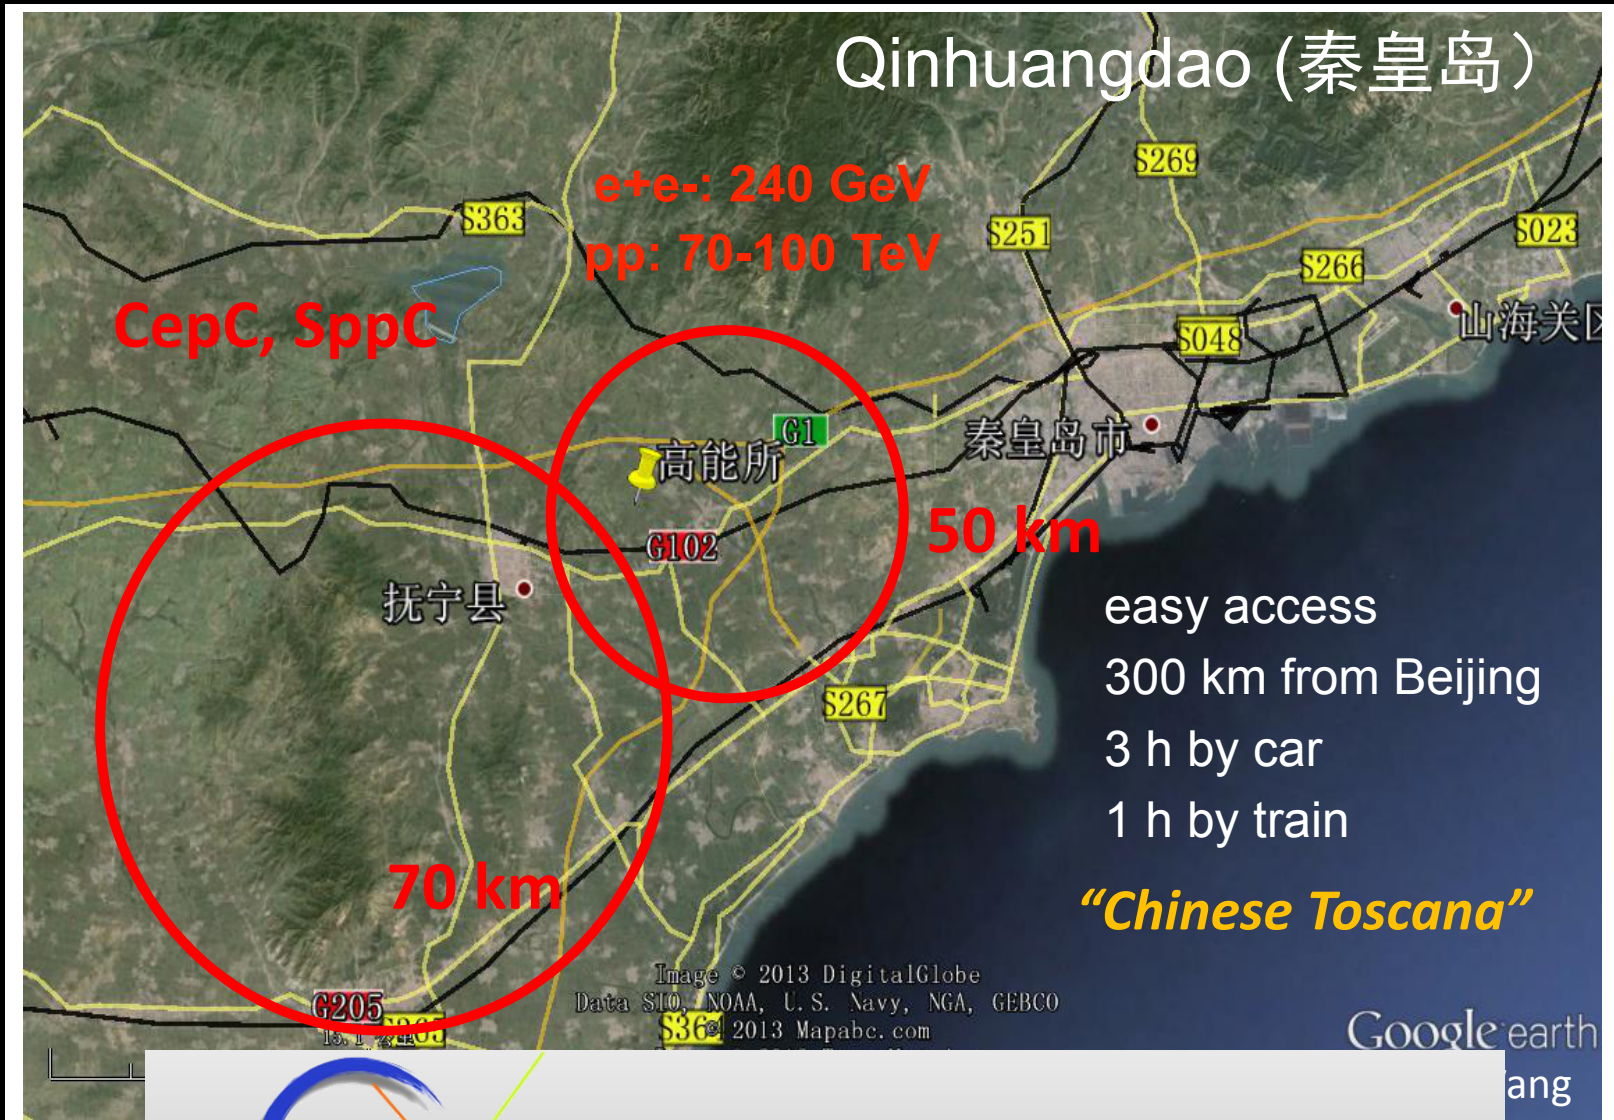 Qinhuangdao (秦皇岛）
e+e-: 240 GeV
pp: 70-100 TeV
CepC, SppC
S363
S269
S251
S023
S266
S048
山海关区
G1
高能所
秦皇岛市
50 km
G102
抚宁县
easy access
300 km from Beijing
3 h by car
1 h by train
S267
70 km
“Chinese Toscana”
Image © 2013 DigitalGlobe
Data SIO, NOAA, U.S. Navy, NGA, GEBCO
© 2013 Mapabc.com
G205
S364
Google earth